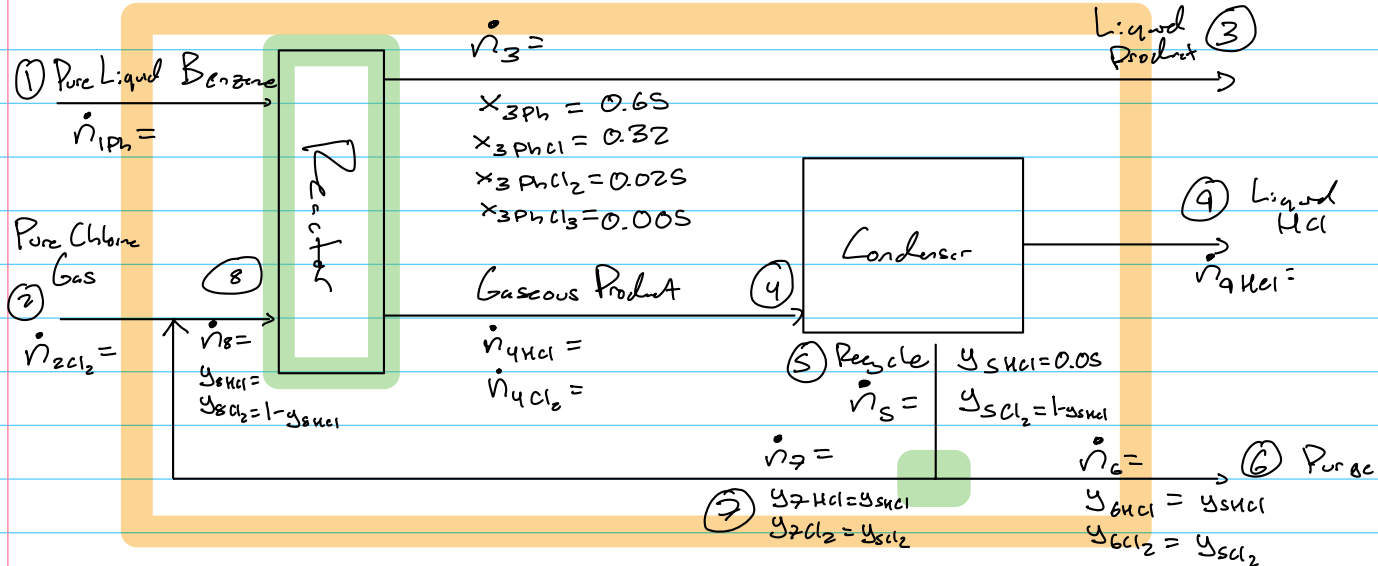 ① Pure Liquid Benzene
ṅ1Ph =
Pure Chlorine
Gas
②
ṅ2Cl2 =
⑧
ṅ8=
y8HCl=
y8Cl2=1-y8HCl
Reactor
ṅ3=
x3Ph = 0.65
x3PhCl = 0.32
x3PhCl2 = 0.025
x3PhCl3 = 0.005
Liquid
Product ③
Gaseous Product ④
ṅ4HCl =
ṅ4Cl2 =
Condenser
⑨ Liquid
HCl
ṅ9HCl=
⑤ Recycle
ṅ5=
y5HCl=0.05
y5Cl2=1-y5HCl
ṅ7=
⑦ y7HCl=y5HCl
y7Cl2=y5Cl2
ṅ6=
⑥ Purge
y6HCl = y5HCl
y6Cl2 = y5Cl2